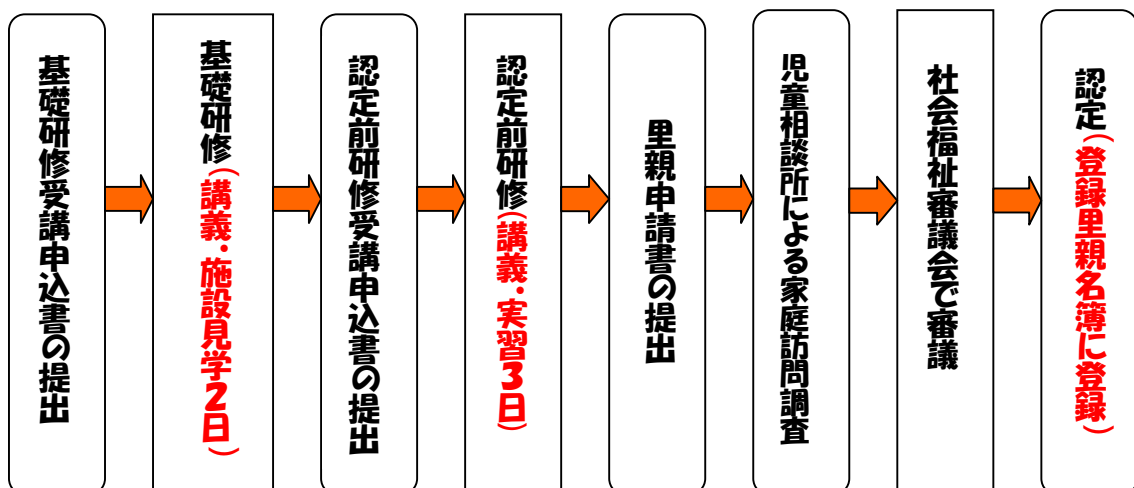 基礎研修受講申込書の提出
基礎研修(講義・施設見学2日)
認定前研修受講申込書の提出
認定前研修(講義・実習3日)
里親申請書の提出
児童相談所による家庭訪問調査
社会福祉審議会で審議
認定(登録里親名簿に登録)